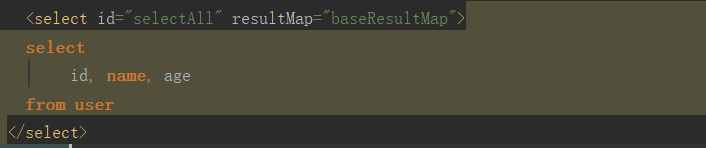 <select id="selectAll" resultMap="baseResultMap">
select
id, name, age
from user
</select>